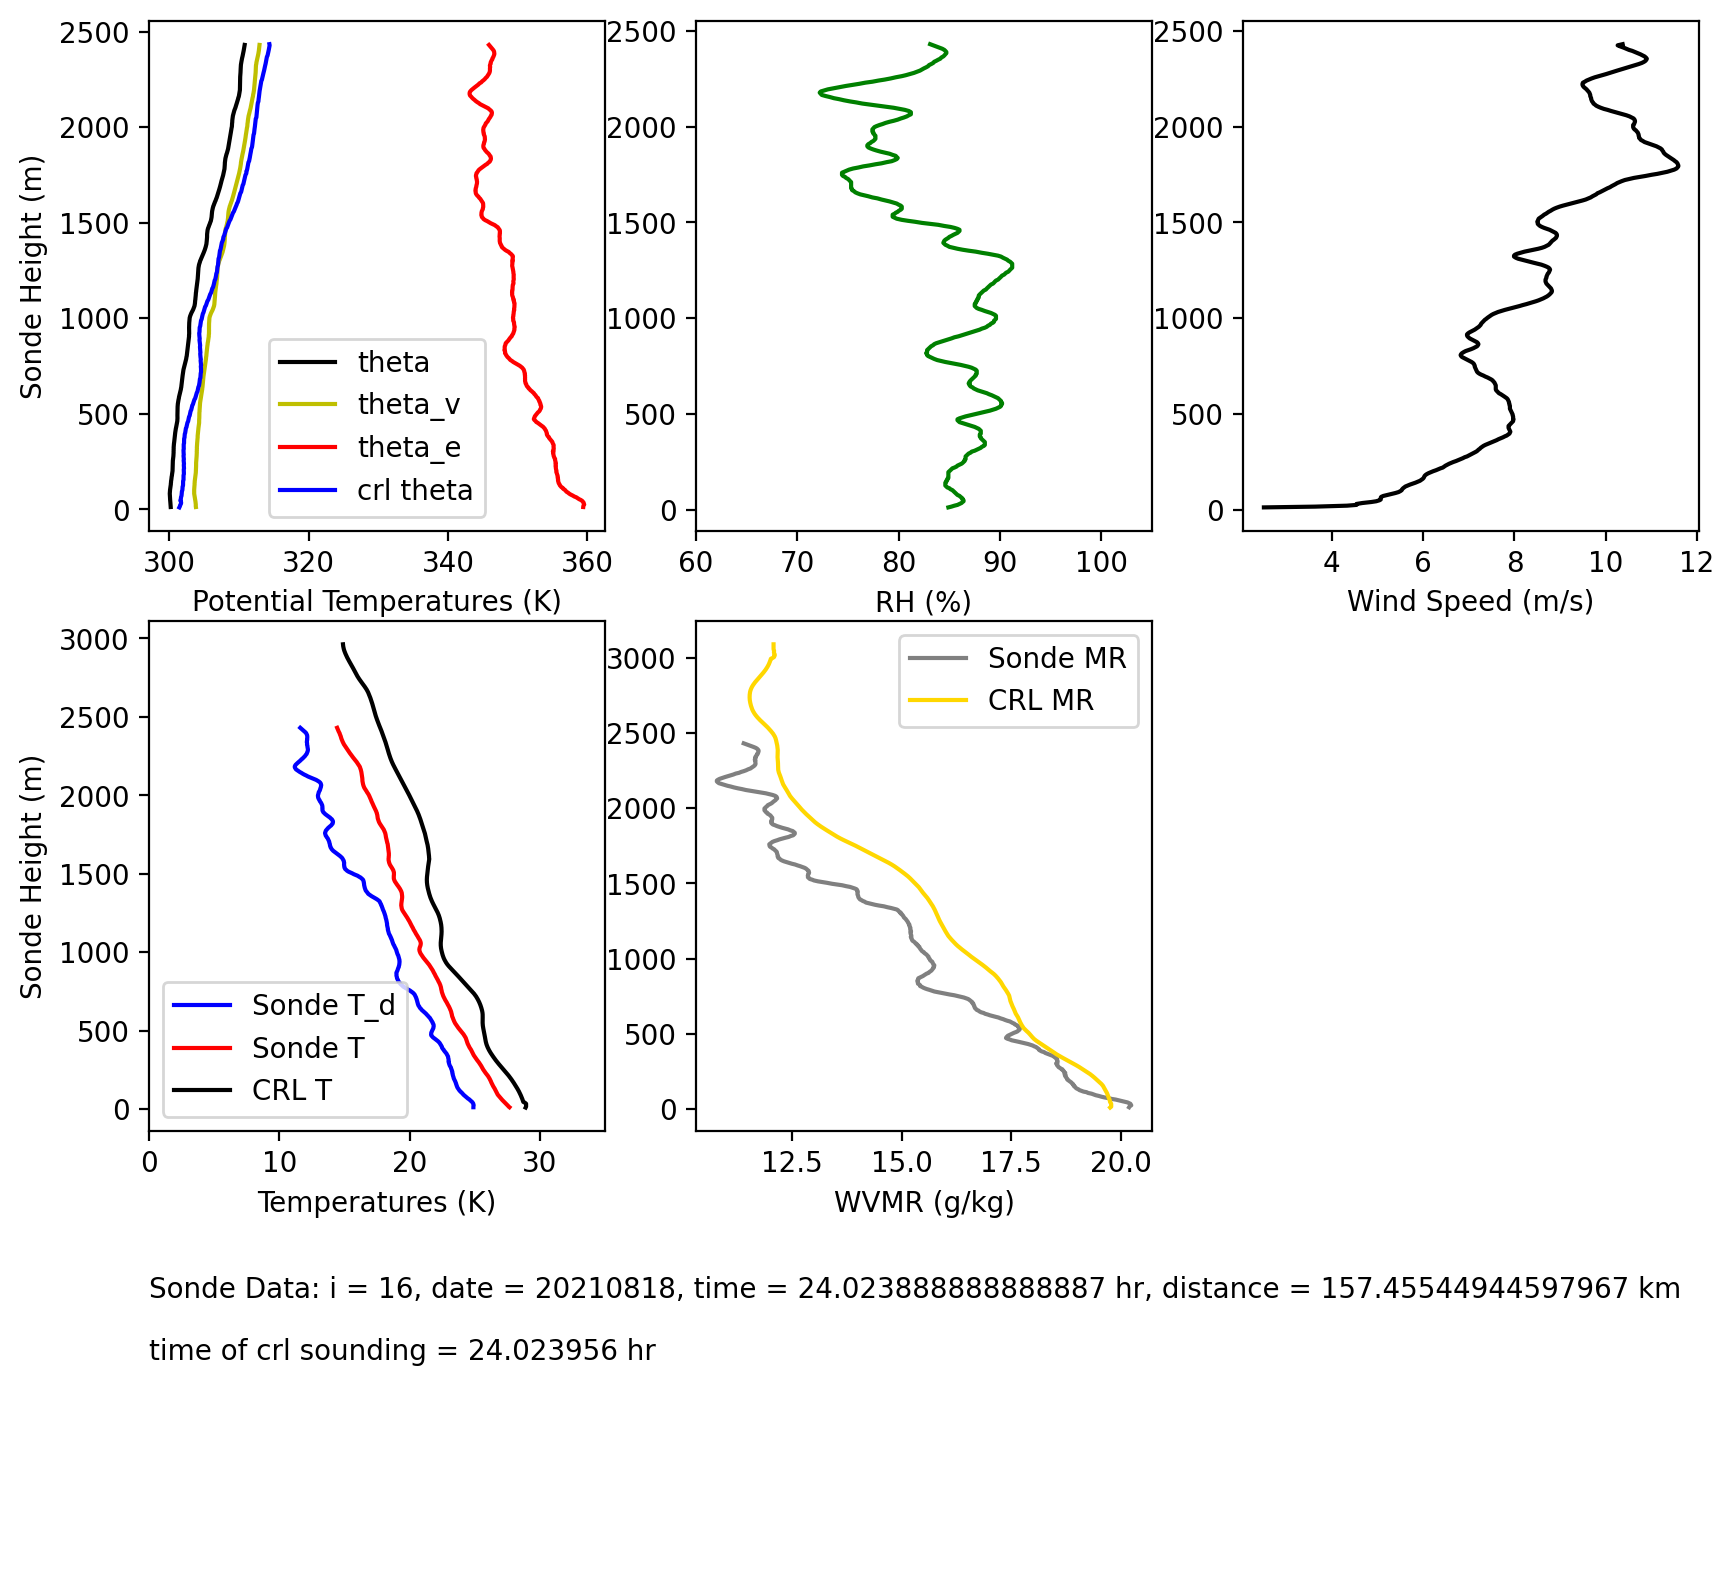 2500
2000
1500
1000
500
0
Sonde Height (m)
300 320 340 360
Potential Temperatures (K)
theta
theta_v
theta_e
crl theta
2500
2000
1500
1000
500
0
60 70 80 90 100
RH (%)
2500
2000
1500
1000
500
0
4 6 8 10 12
Wind Speed (m/s)
3000
2500
2000
1500
1000
500
0
Sonde Height (m)
0 10 20 30
Temperatures (K)
Sonde T_d
Sonde T
CRL T
3000
2500
2000
1500
1000
500
0
12.5 15.0 17.5 20.0
WVMR (g/kg)
Sonde MR
CRL MR
Sonde Data: i = 16, date = 20210818, time = 24.023888888888887 hr, distance = 157.45544944597967 km
time of crl sounding = 24.023956 hr